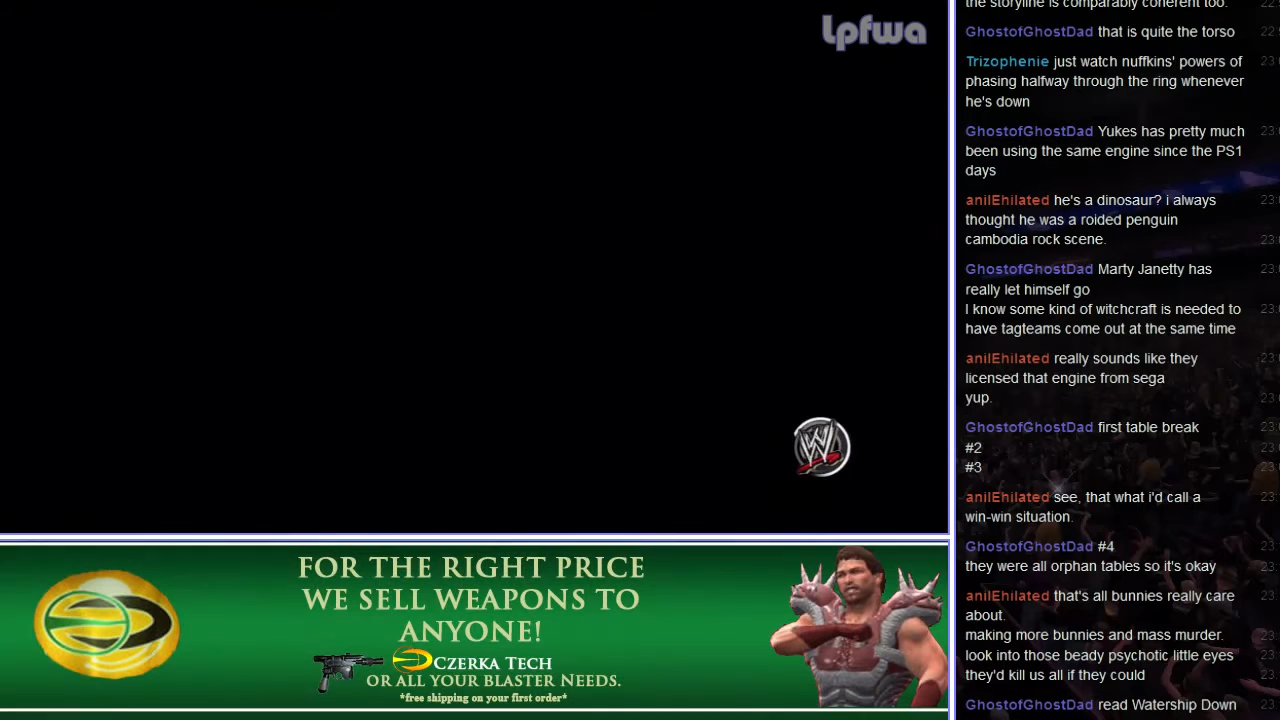 lpfwa
W
FOR THE RIGHT PRICE
WE SELL WEAPONS TO
ANYONE!
CZERKA TECH
OR ALL YOUR BLASTER NEEDS.
*free shipping on your first order*
the storyline is comparably coherent too.
GhostofGhostDad that is quite the torso
Trizophenie just watch nuffkins' powers of
phasing halfway through the ring whenever
he's down
GhostofGhostDad Yukes has pretty much
been using the same engine since the PS1
days
anilEhilated he's a dinosaur? i always
thought he was a roided penguin
cambodia rock scene.
GhostofGhostDad Marty Janetty has
really let himself go
I know some kind of witchcraft is needed to
have tagteams come out at the same time
anilEhilated really sounds like they
licensed that engine from sega
yup.
GhostofGhostDad first table break
#2
#3
anilEhilated see, that what i'd call a
win-win situation.
GhostofGhostDad #4
they were all orphan tables so it's okay
anilEhilated that's all bunnies really care
about.
making more bunnies and mass murder.
look into those beady psychotic little eyes
they'd kill us all if they could
GhostofGhostDad read Watership Down